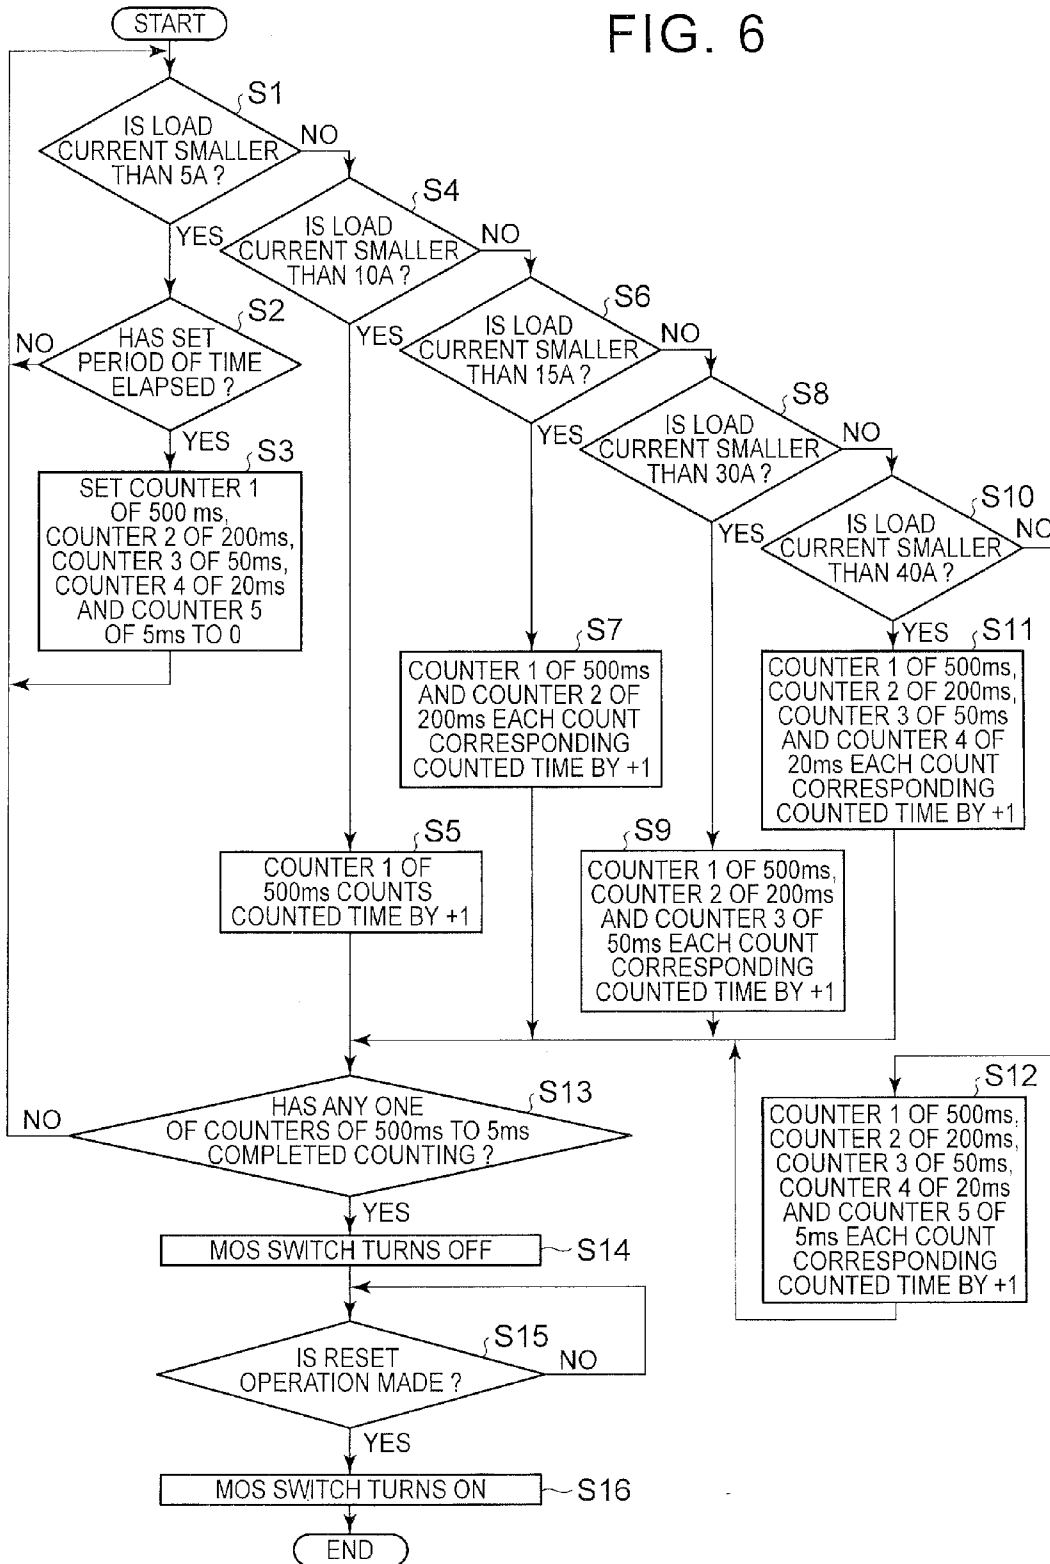 START
FIG. 6
S1
IS LOAD
CURRENT SMALLER
THAN 5A ?
NO
YES
S4
IS LOAD
CURRENT SMALLER
THAN 10A ?
NO
YES
S2
HAS SET
PERIOD OF TIME
ELAPSED ?
NO
YES
S6
IS LOAD
CURRENT SMALLER
THAN 15A ?
NO
YES
S8
IS LOAD
CURRENT SMALLER
THAN 30A ?
NO
YES
S3
SET COUNTER 1
OF 500 ms,
COUNTER 2 OF 200ms,
COUNTER 3 OF 50ms,
COUNTER 4 OF 20ms
AND COUNTER 5
OF 5ms TO 0
S10
IS LOAD
CURRENT SMALLER
THAN 40A ?
NO
YES
S7
COUNTER 1 OF 500ms
AND COUNTER 2 OF
200ms EACH COUNT
CORRESPONDING
COUNTED TIME BY +1
S11
COUNTER 1 OF 500ms,
COUNTER 2 OF 200ms,
COUNTER 3 OF 50ms
AND COUNTER 4 OF
20ms EACH COUNT
CORRESPONDING
COUNTED TIME BY +1
S5
COUNTER 1 OF
500ms COUNTS
COUNTED TIME BY +1
S9
COUNTER 1 OF 500ms,
COUNTER 2 OF 200ms
AND COUNTER 3 OF
50ms EACH COUNT
CORRESPONDING
COUNTED TIME BY +1
S13
HAS ANY ONE
OF COUNTERS OF 500ms TO 5ms
COMPLETED COUNTING ?
NO
YES
S12
COUNTER 1 OF 500ms,
COUNTER 2 OF 200ms,
COUNTER 3 OF 50ms,
COUNTER 4 OF 20ms
AND COUNTER 5 OF
5ms EACH COUNT
CORRESPONDING
COUNTED TIME BY +1
MOS SWITCH TURNS OFF
S14
S15
IS RESET
OPERATION MADE ?
NO
YES
MOS SWITCH TURNS ON
S16
END